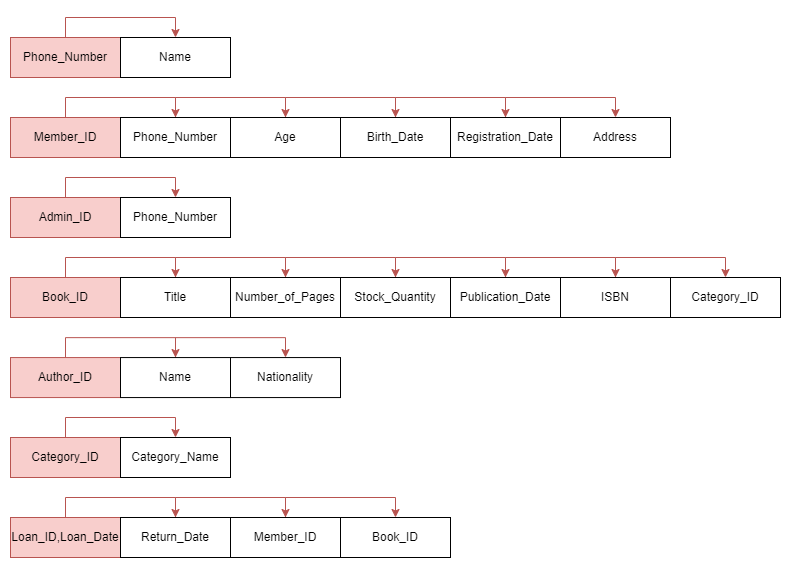 Phone_Number Name
Member_ID Phone_Number Age Birth_Date Registration_Date Address
Admin_ID Phone_Number
Book_ID Title Number_of_Pages Stock_Quantity Publication_Date ISBN Category_ID
Author_ID Name Nationality
Category_ID Category_Name
Loan_ID,Loan_Date Return_Date Member_ID Book_ID